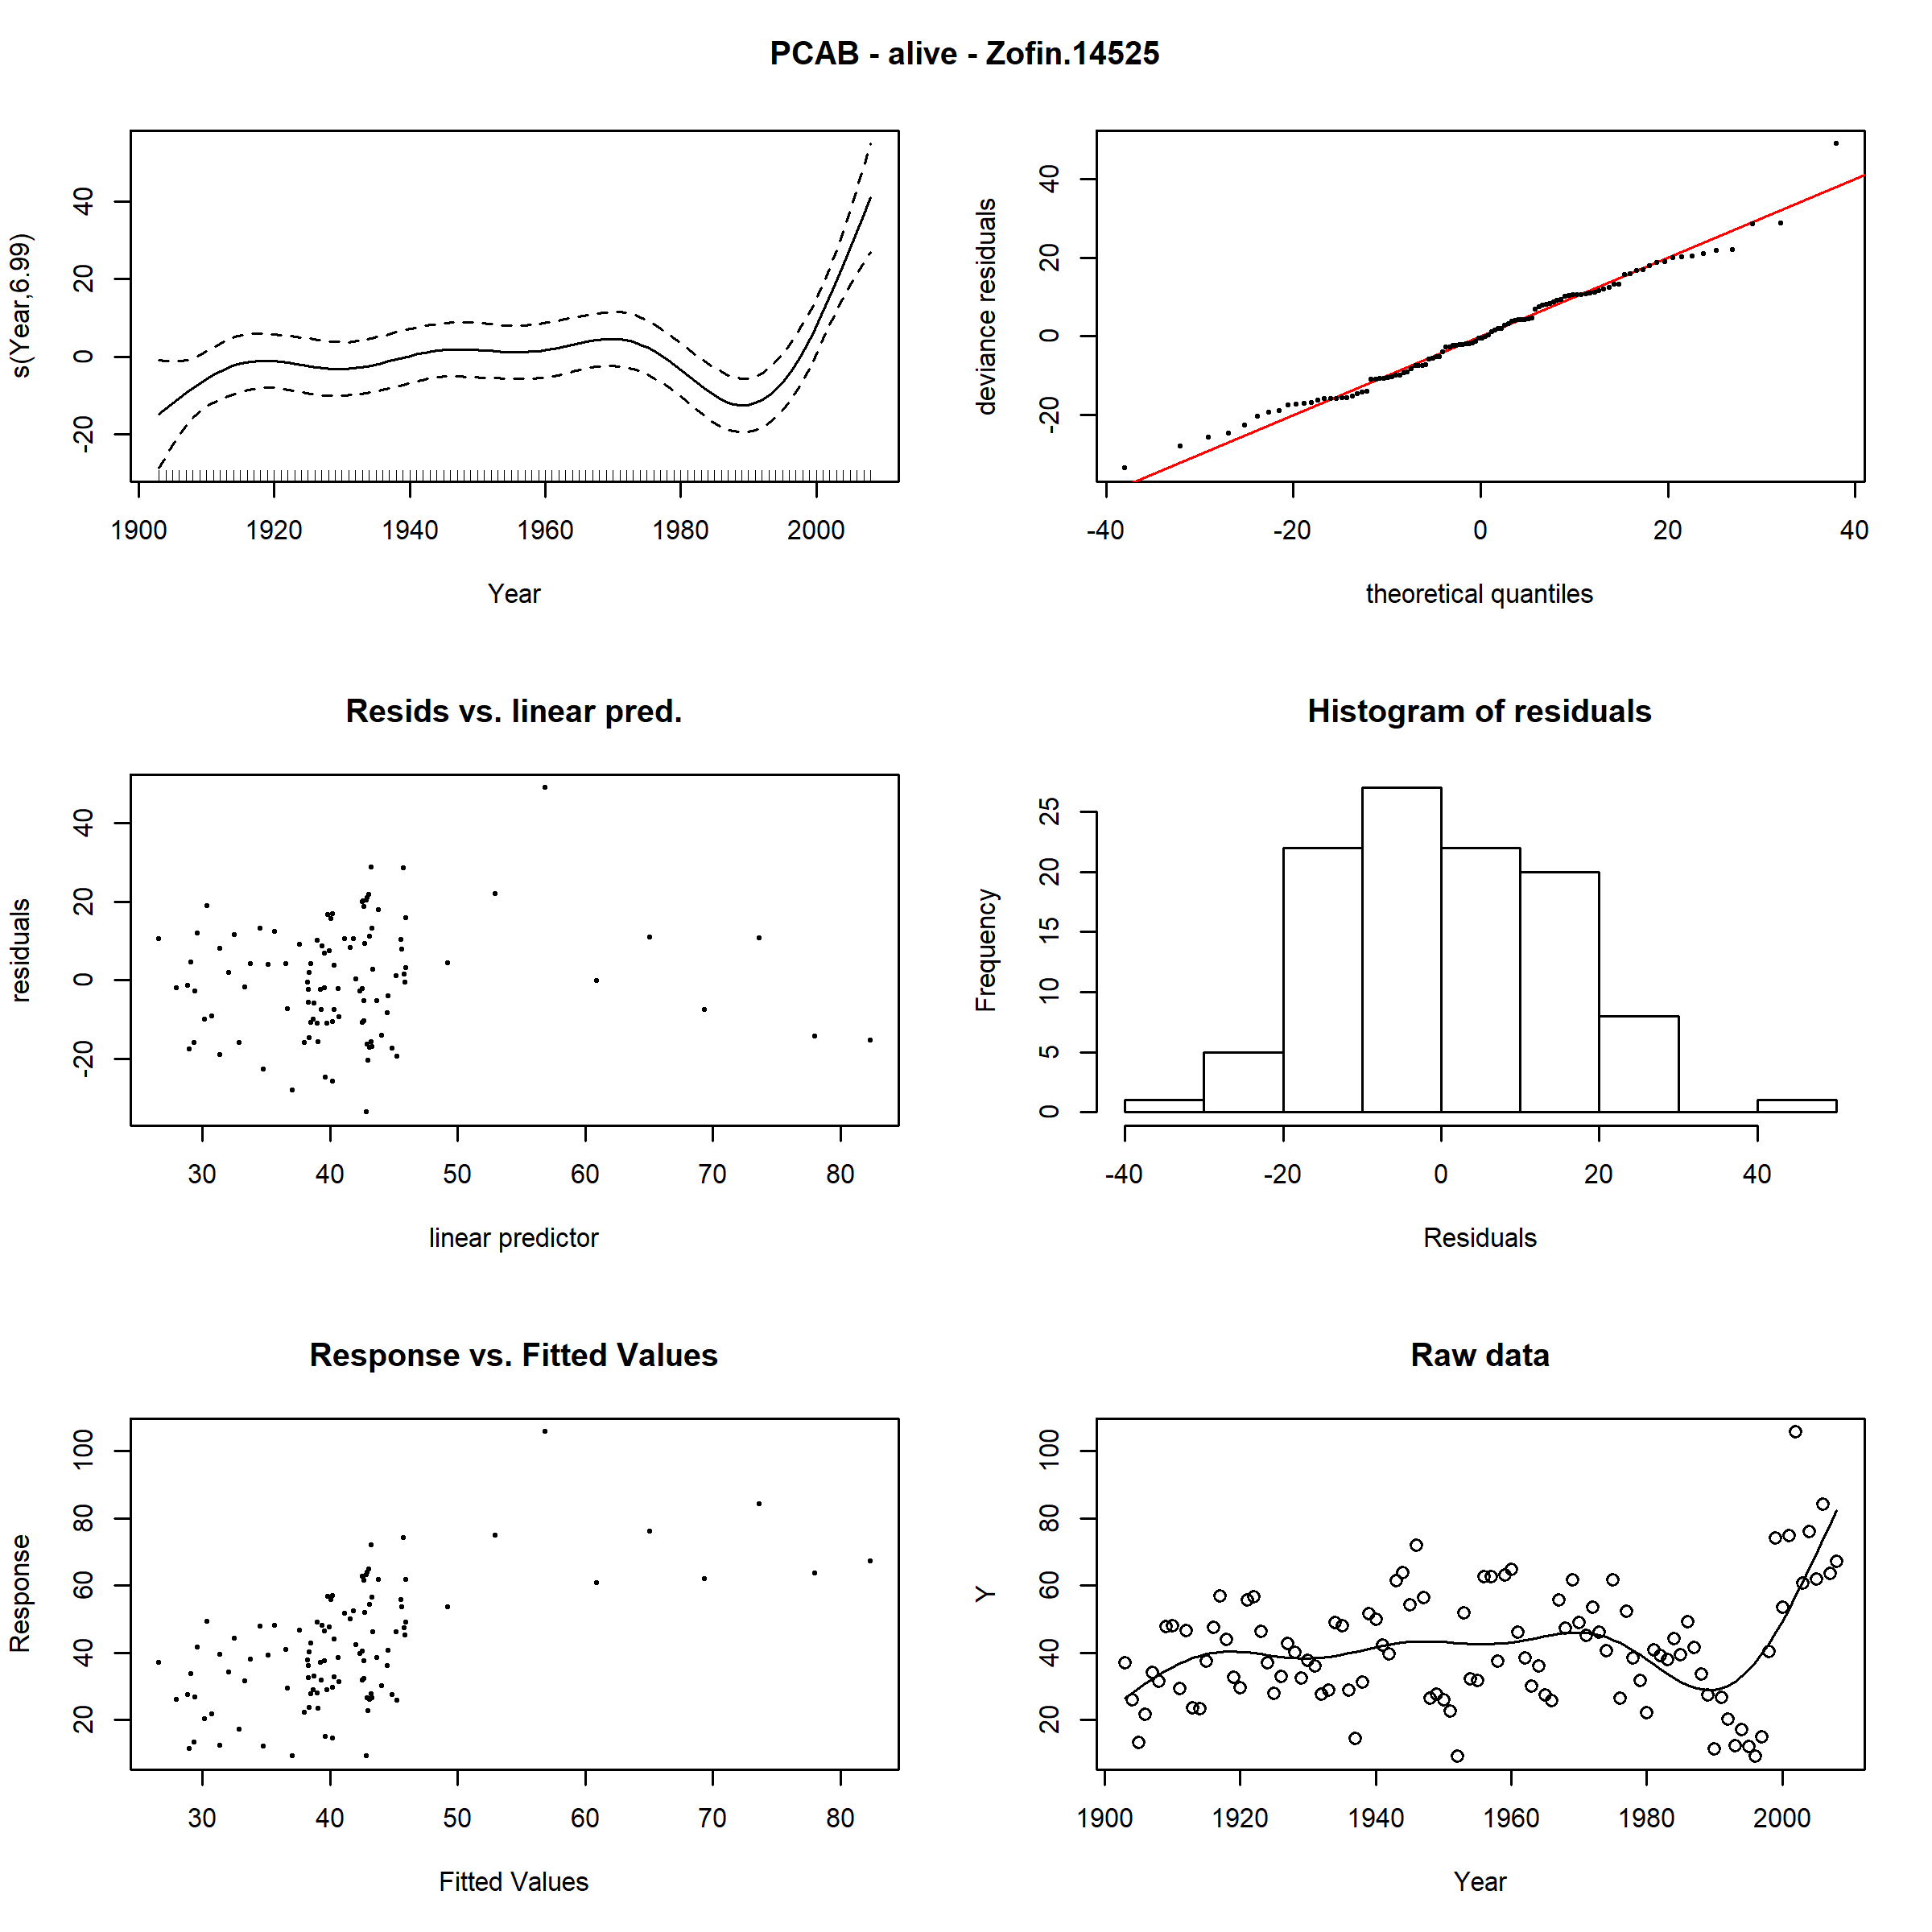 PCAB - alive - Zofin.14525
s(Year,6.99)
40
20
0
-20
1900 1920 1940 1960 1980 2000
Year
deviance residuals
40
20
0
-20
-40 -20 0 20 40
theoretical quantiles
Resids vs. linear pred.
residuals
40
20
0
-20
30 40 50 60 70 80
linear predictor
Histogram of residuals
Frequency
25
20
15
10
5
0
-40 -20 0 20 40
Residuals
Response vs. Fitted Values
Response
100
80
60
40
20
30 40 50 60 70 80
Fitted Values
Raw data
Y
100
80
60
40
20
1900 1920 1940 1960 1980 2000
Year